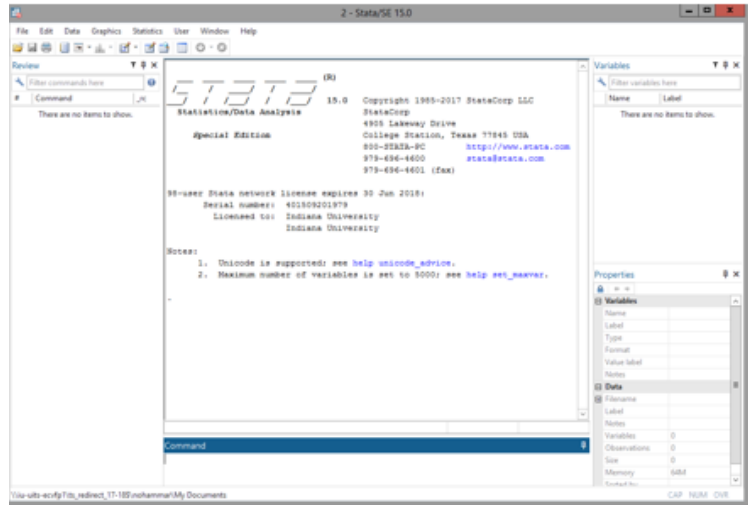 2 - Stata/SE 15.0
File Edit Data Graphics Statistics User Window Help
Review
Filter commands here
# Command _rc
There are no items to show.
(R)
15.0 Copyright 1985-2017 StataCorp LLC
Statistics/Data Analysis StataCorp
4905 Lakeway Drive
Special Edition College Station, Texas 77845 USA
800-STATA-PC http://www.stata.com
979-696-4600 stata@stata.com
979-696-4601 (fax)
98-user Stata network license expires 30 Jun 2018:
Serial number: 401509201979
Licensed to: Indiana University
Indiana University
Notes:
1. Unicode is supported; see help unicode_advice.
2. Maximum number of variables is set to 5000; see help set_maxvar.
.
Command
Variables
Filter variables here
Name Label
There are no items to show.
Properties
Variables
Name
Label
Type
Format
Value label
Notes
Data
Filename
Label
Notes
Variables 0
Observations 0
Size 0
Memory 64M
Sorted by
CAP NUM OVR